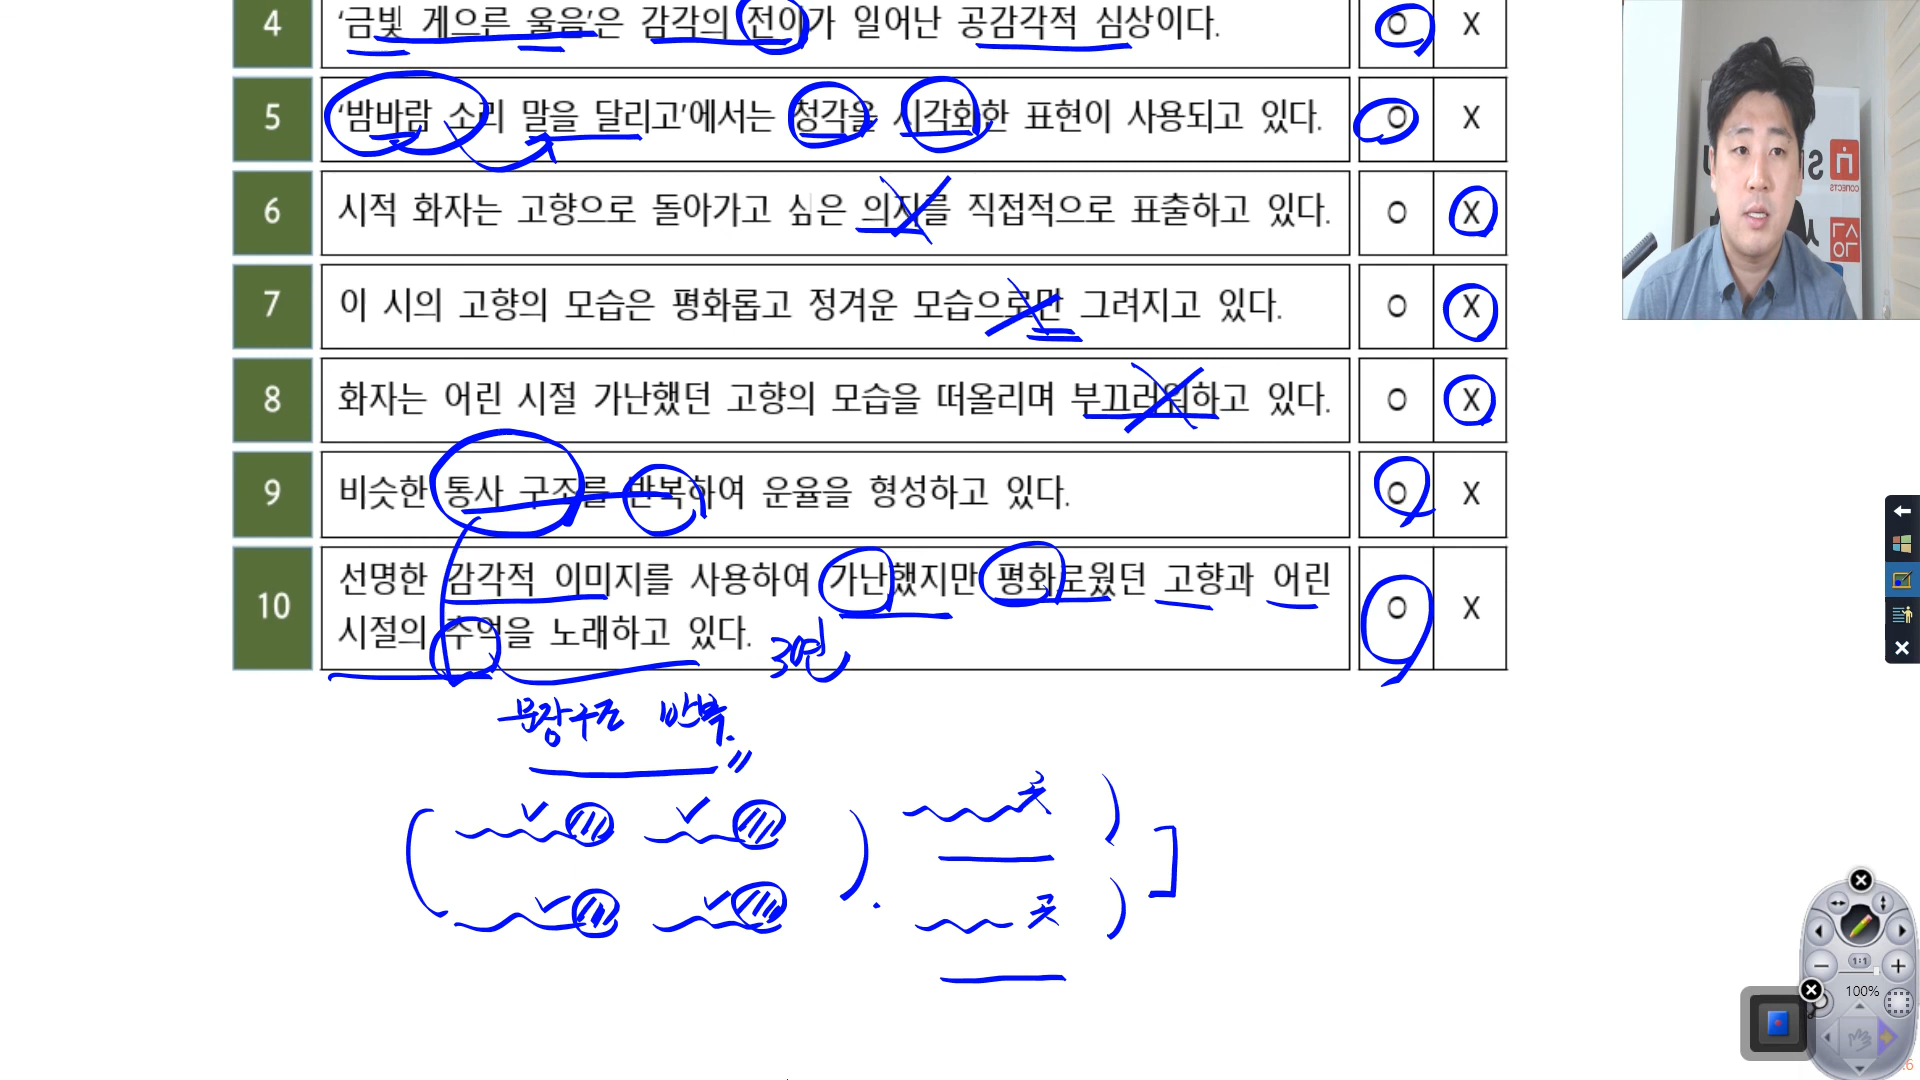 4 '금빛 게으른 울음'은 감각의 전이가 일어난 공감각적 심상이다. O X
5 '밤바람 소리 말을 달리고'에서는 청각을 시각화한 표현이 사용되고 있다. O X
6 시적 화자는 고향으로 돌아가고 싶은 의지를 직접적으로 표출하고 있다. O X
7 이 시의 고향의 모습은 평화롭고 정겨운 모습으로만 그려지고 있다. O X
8 화자는 어린 시절 가난했던 고향의 모습을 떠올리며 부끄러워하고 있다. O X
9 비슷한 통사 구조를 반복하여 운율을 형성하고 있다. O X
10 선명한 감각적 이미지를 사용하여 가난했지만 평화로웠던 고향과 어린 O X
시절의 추억을 노래하고 있다.
3연
문장구조 반복.
곳
곳
1:1
100%